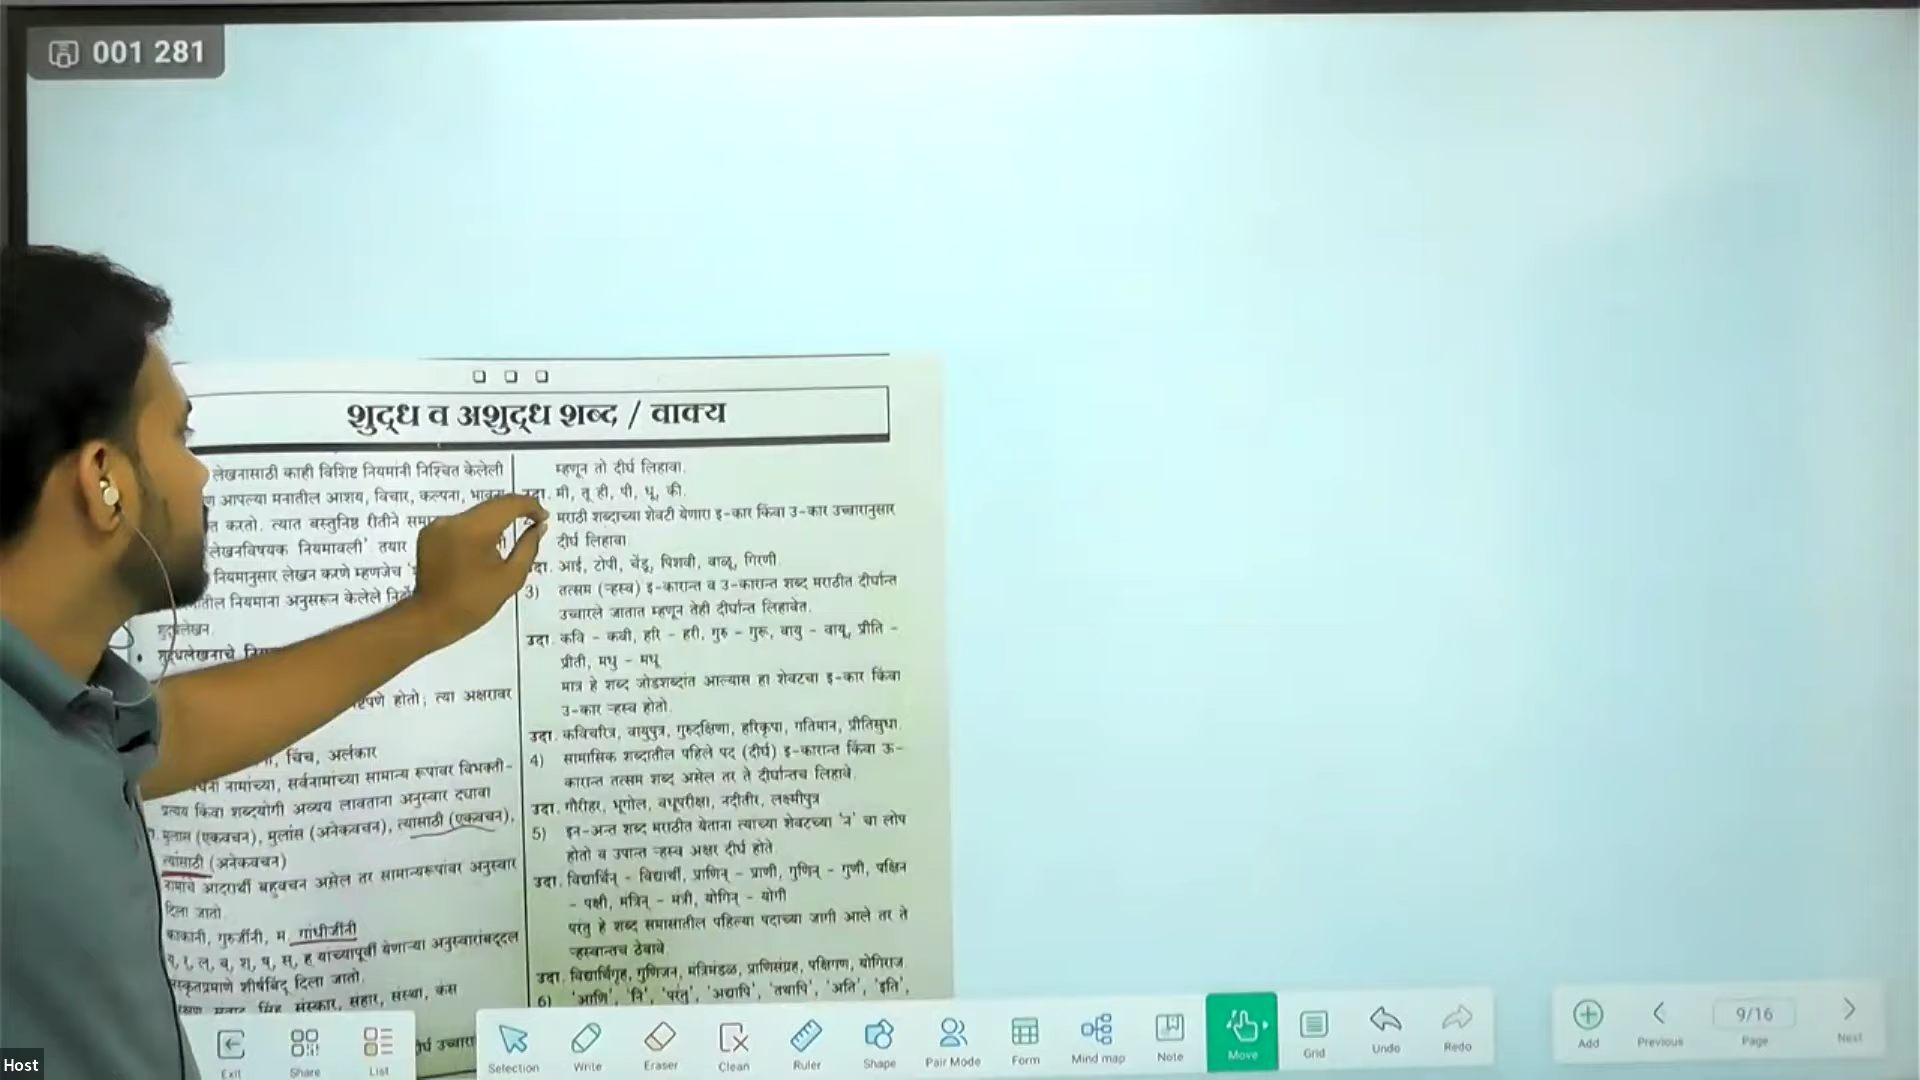 001 281
शुद्ध व अशुद्ध शब्द / वाक्य
लेखनासाठी काही विशिष्ट नियमांनी निश्चित केलेली
आपल्या मनातील आशय, विचार, कल्पना, भावना
करतो. त्यात वस्तुनिष्ठ रीतीने
लेखनविषयक नियमावली' तयार
नियमानुसार लेखन करणे म्हणजेच
नियमांना अनुसरून केलेले
शुद्धलेखन.
• शुद्धलेखनाचे
होतो; त्या अक्षरावर
चिंच, अलंकार
नामांच्या, सर्वनामांच्या सामान्य रूपांवर विभक्ती-
प्रत्यय किंवा शब्दयोगी अव्यय लावताना अनुस्वार द्यावा
मुलास (एकवचन), मुलांस (अनेकवचन), त्यासाठी (एकवचन),
त्यांसाठी (अनेकवचन)
आदरार्थी बहुवचन असेल तर सामान्यरूपांवर अनुस्वार
दिला जातो.
काकांनी, गुरुजींनी, म. गांधीजींनी
र्, ल्, व्, श्, ष्, स्, ह् यांच्यापूर्वी येणाऱ्या अनुस्वारांबद्दल
शीर्षबिंदू दिला जातो.
सिंह, संस्कार, संहार, संस्था, कंस
म्हणून तो दीर्घ लिहावा.
उदा. मी, तू ही, पी, धू, की.
मराठी शब्दाच्या शेवटी येणारा इ-कार किंवा उ-कार उच्चारानुसार
दीर्घ लिहावा
उदा. आई, टोपी, चेंडू, पिशवी, वाळू, गिरणी.
3) तत्सम (ऱ्हस्व) इ-कारान्त व उ-कारान्त शब्द मराठीत दीर्घान्त
उच्चारले जातात म्हणून तेही दीर्घान्त लिहावेत.
उदा. कवि - कवी, हरि - हरी, गुरु - गुरू, वायु - वायू, प्रीति -
प्रीती, मधु - मधू
मात्र हे शब्द जोडशब्दांत आल्यास हा शेवटचा इ-कार किंवा
उ-कार ऱ्हस्व होतो.
उदा. कविचरित्र, वायुपुत्र, गुरुदक्षिणा, हरिकृपा, गतिमान, प्रीतिसुधा.
4) सामासिक शब्दातील पहिले पद (दीर्घ) इ-कारान्त किंवा ऊ-
कारान्त तत्सम शब्द असेल तर ते दीर्घान्तच लिहावे.
उदा. गौरीहर, भूगोल, वधूपरीक्षा, नदीतीर, लक्ष्मीपुत्र
5) इन-अन्त शब्द मराठीत येताना त्यांच्या शेवटच्या 'न' चा लोप
होतो व उपान्त ऱ्हस्व अक्षर दीर्घ होते
उदा. विद्यार्थिन् - विद्यार्थी, प्राणिन् - प्राणी, गुणिन् - गुणी, पक्षिन
- पक्षी, मंत्रिन् - मंत्री, योगिन् - योगी
परंतु हे शब्द समासातील पहिल्या पदाच्या जागी आले तर ते
ऱ्हस्वान्तच ठेवावे.
उदा. विद्यार्थिगृह, गुणिजन, मंत्रिमंडळ, प्राणिसंग्रह, पक्षिगण, योगिराज
6) 'आणि', 'नि', 'परंतु', 'अद्यापि', 'तथापि', 'अति', 'इति',
Exit Share List
Selection Write Eraser Clean Ruler Shape Pair Mode Form Mind map Note Move Grid Undo Redo
Add Previous 9/16 Page Next
Host